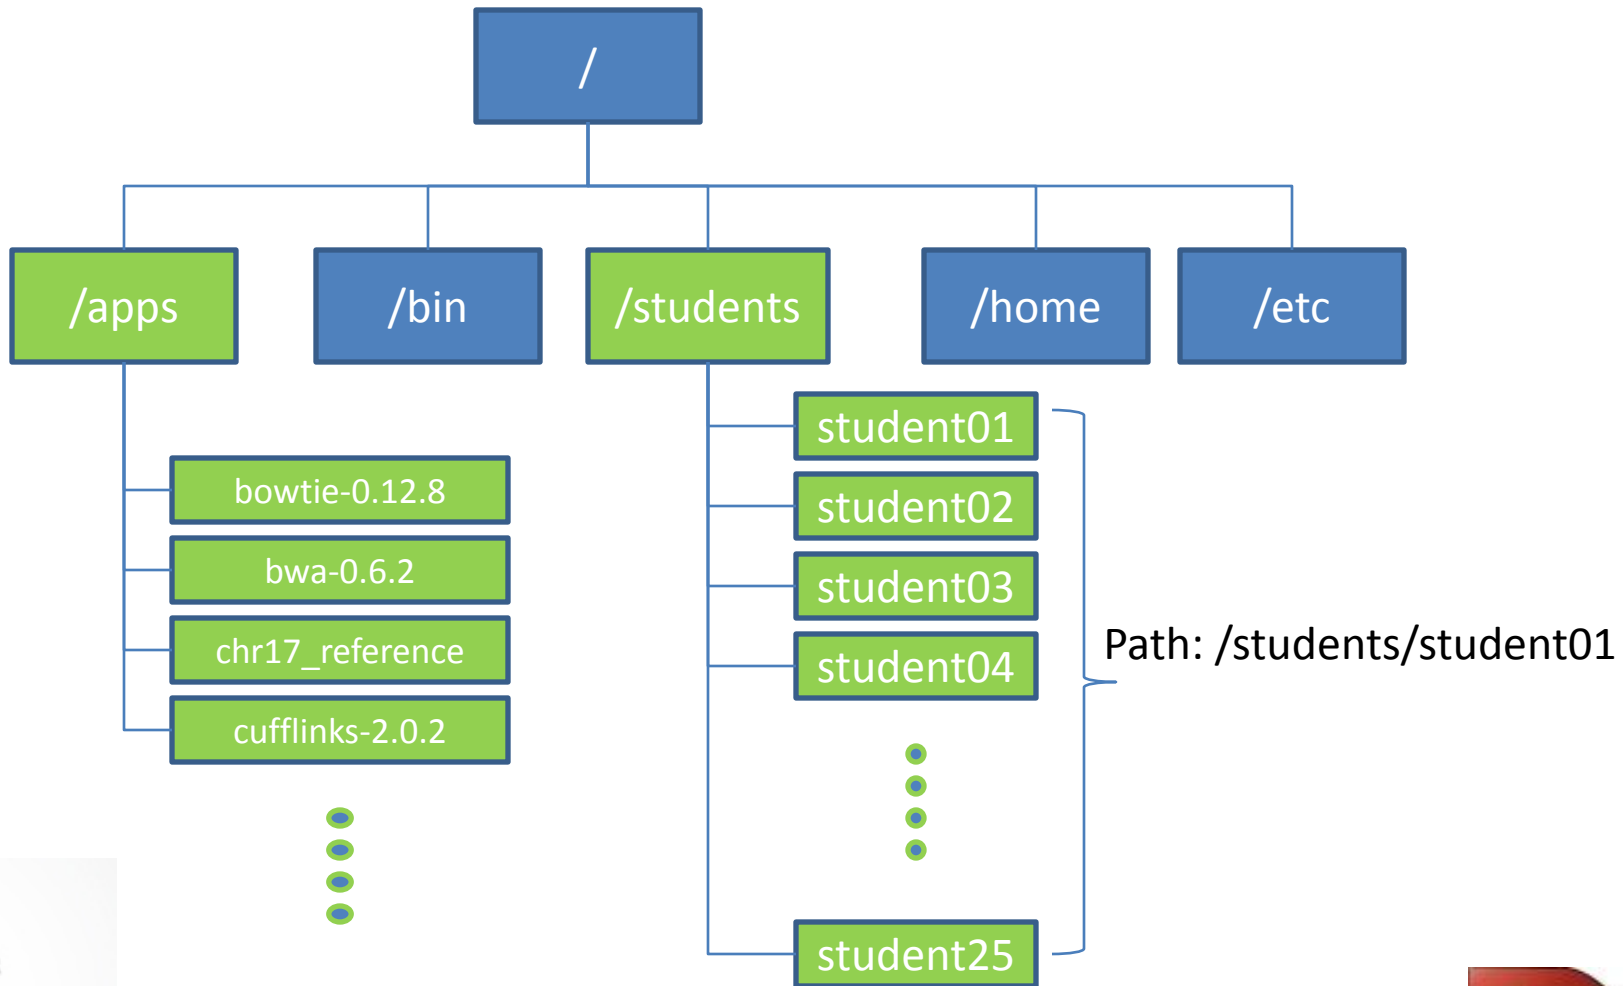 /
/apps
/bin
/students
/home
/etc
bowtie-0.12.8
bwa-0.6.2
chr17_reference
cufflinks-2.0.2
student01
student02
student03
student04
student25
Path: /students/student01